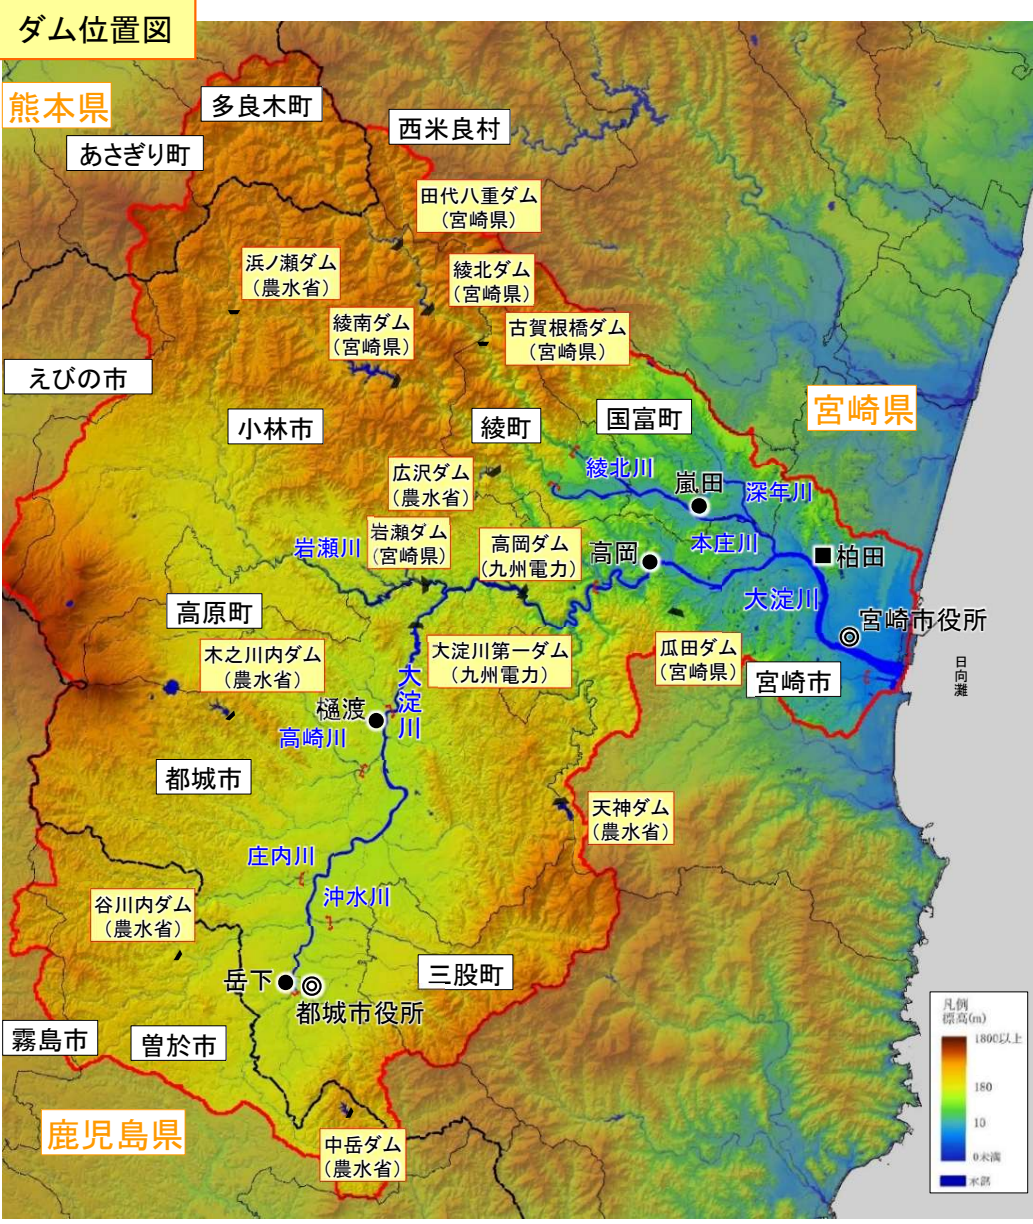 ダム位置図
熊本県
多良木町
西米良村
あさぎり町
田代八重ダム
(宮崎県)
浜ノ瀬ダム
(農水省)
綾北ダム
(宮崎県)
綾南ダム
(宮崎県)
古賀根橋ダム
(宮崎県)
えびの市
宮崎県
小林市
綾町
国富町
広沢ダム
(農水省)
綾北川
嵐田
深年川
岩瀬川
岩瀬ダム
(宮崎県)
高岡ダム
(九州電力)
高岡
本庄川
柏田
大淀川
高原町
宮崎市役所
木之川内ダム
(農水省)
大淀川
大淀川第一ダム
(九州電力)
瓜田ダム
(宮崎県)
宮崎市
日向灘
樋渡
高崎川
都城市
天神ダム
(農水省)
庄内川
沖水川
谷川内ダム
(農水省)
岳下
都城市役所
三股町
霧島市
曽於市
鹿児島県
中岳ダム
(農水省)
凡例
標高(m)
1800以上
180
10
0未満
水部